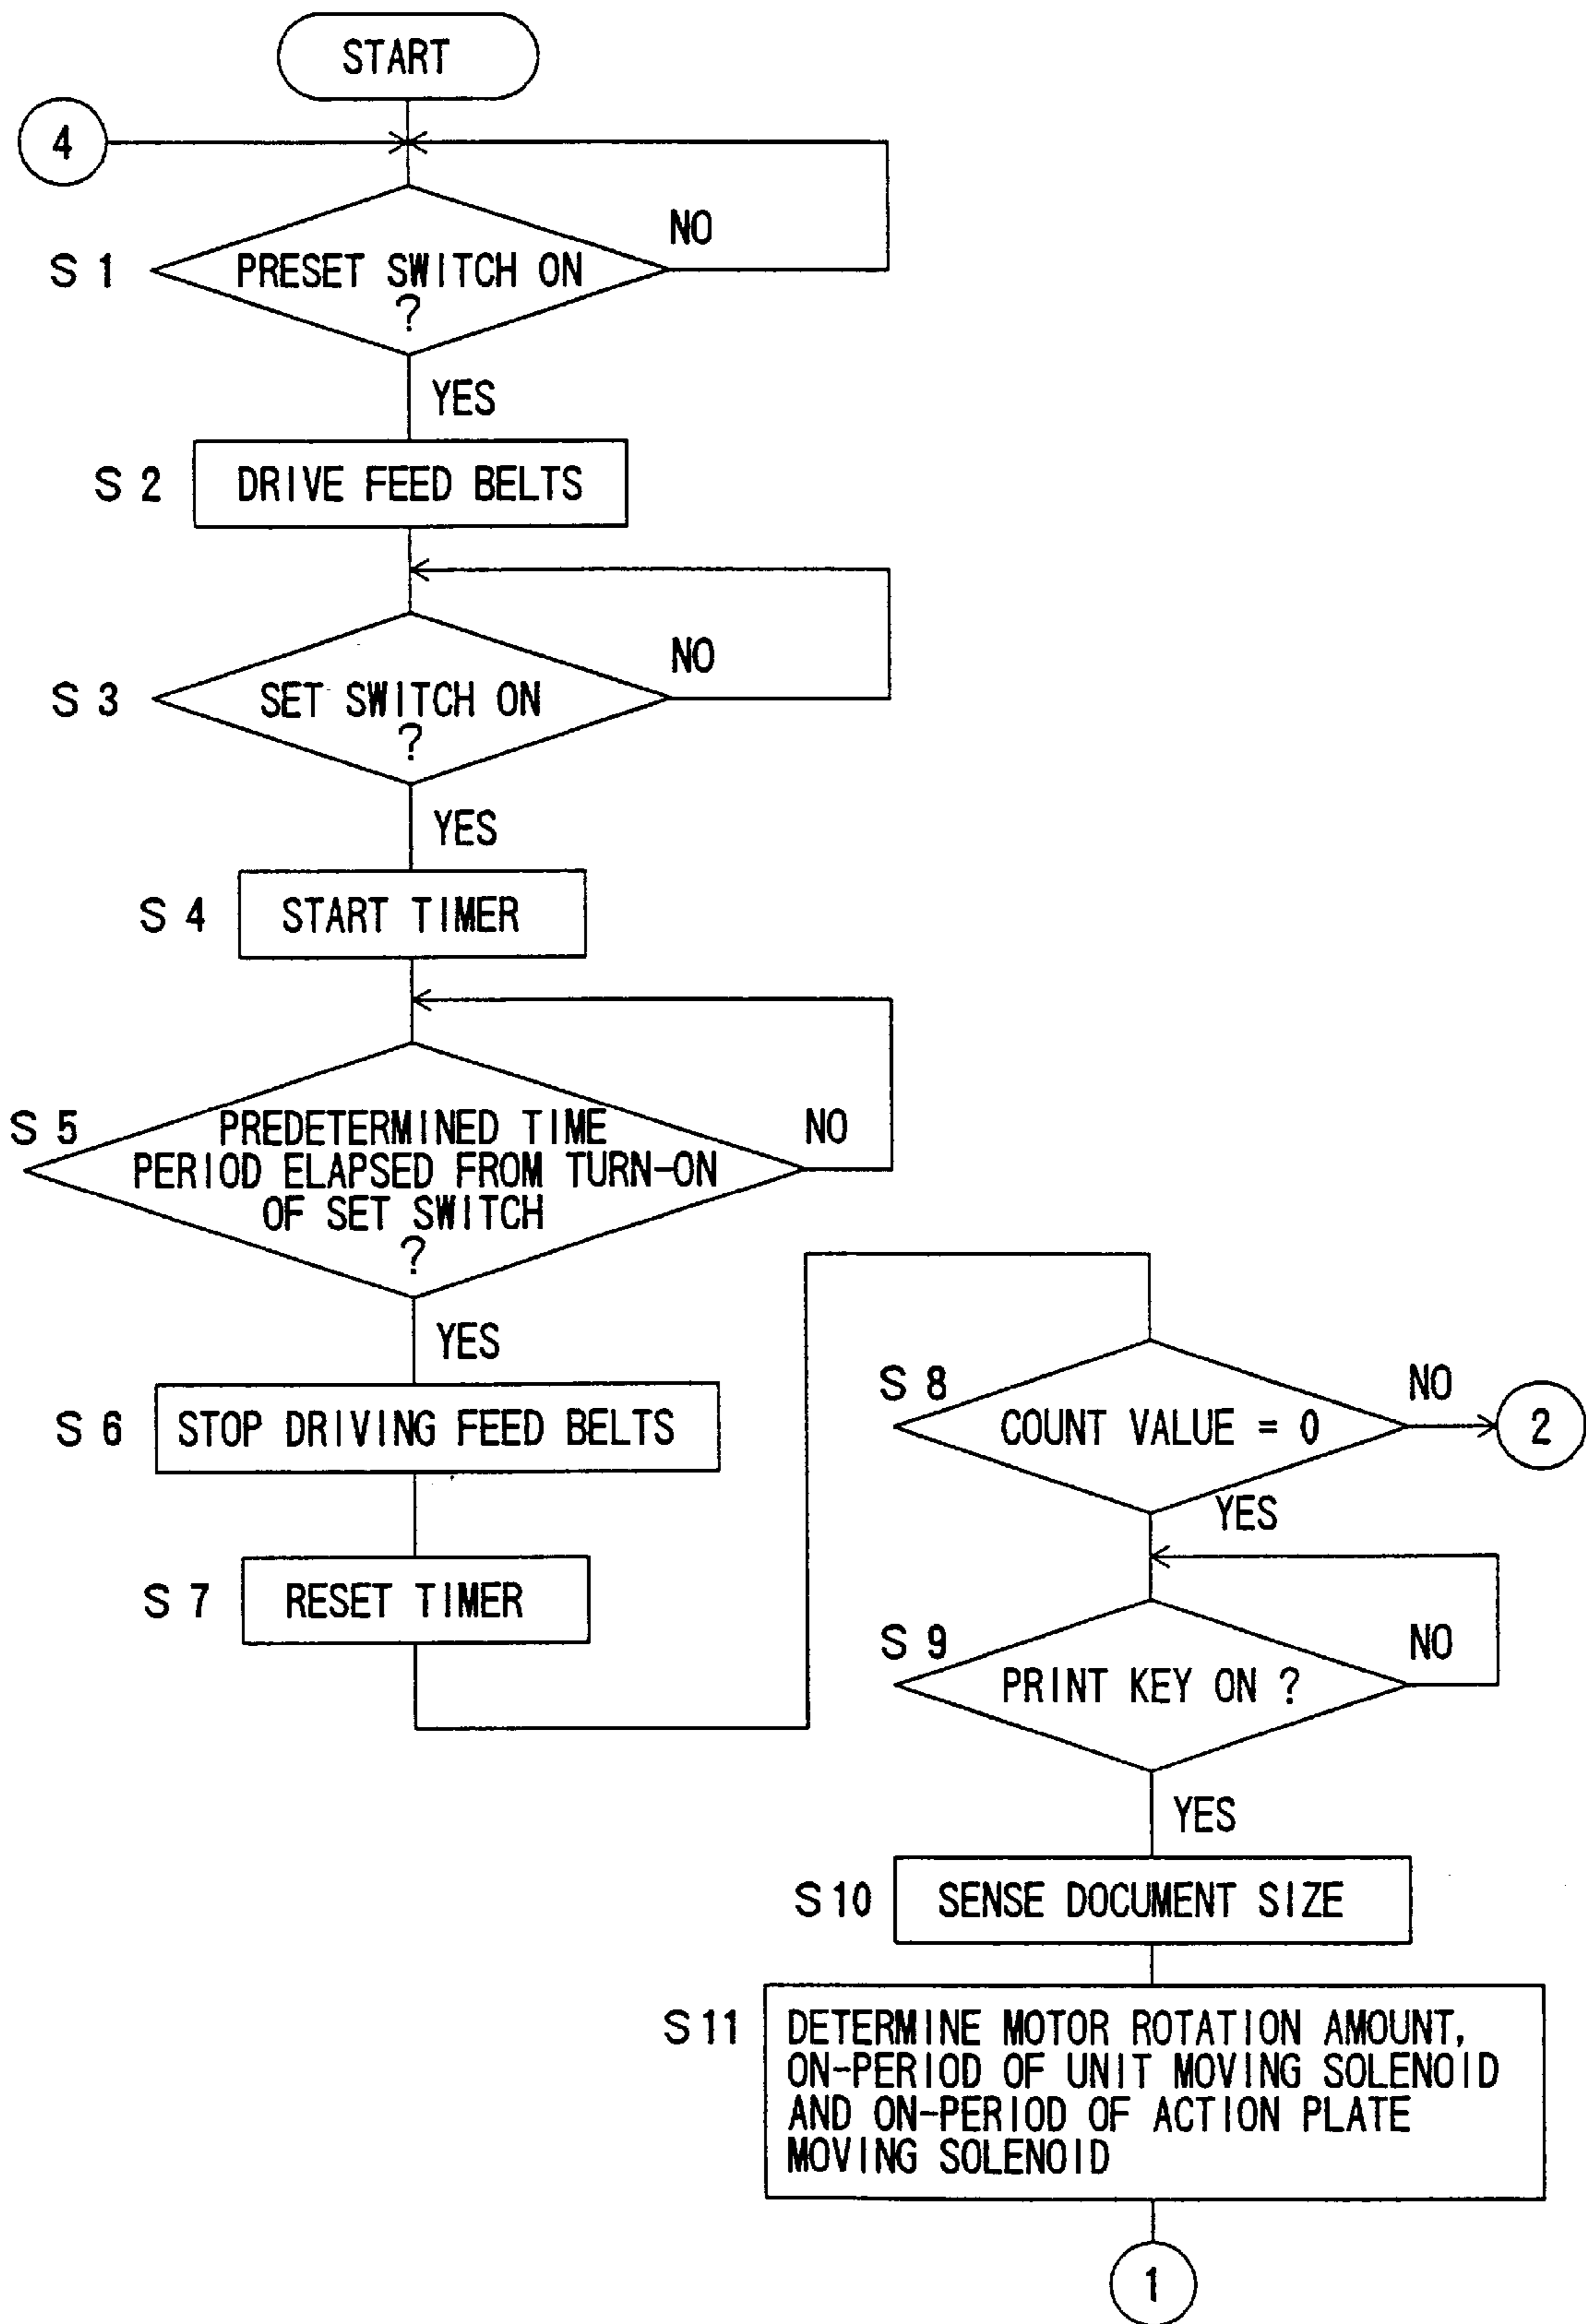 START
4
NO
S 1
PRESET SWITCH ON
?
YES
S 2
DRIVE FEED BELTS
NO
S 3
SET SWITCH ON
?
YES
S 4
START TIMER
S 5
PREDETERMINED TIME
PERIOD ELAPSED FROM TURN-ON
OF SET SWITCH
?
NO
YES
S 6
STOP DRIVING FEED BELTS
S 7
RESET TIMER
S 8
COUNT VALUE = 0
NO
2
YES
S 9
PRINT KEY ON ?
NO
YES
S10
SENSE DOCUMENT SIZE
S11
DETERMINE MOTOR ROTATION AMOUNT,
ON-PERIOD OF UNIT MOVING SOLENOID
AND ON-PERIOD OF ACTION PLATE
MOVING SOLENOID
1